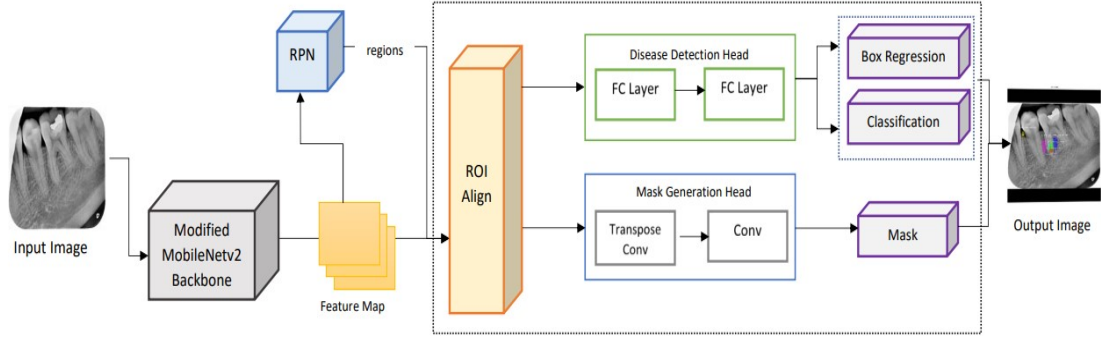 Input Image
Modified
MobileNetv2
Backbone
RPN
regions
Feature Map
ROI
Align
Disease Detection Head
FC Layer
FC Layer
Box Regression
Classification
Mask Generation Head
Transpose
Conv
Conv
Mask
Output Image